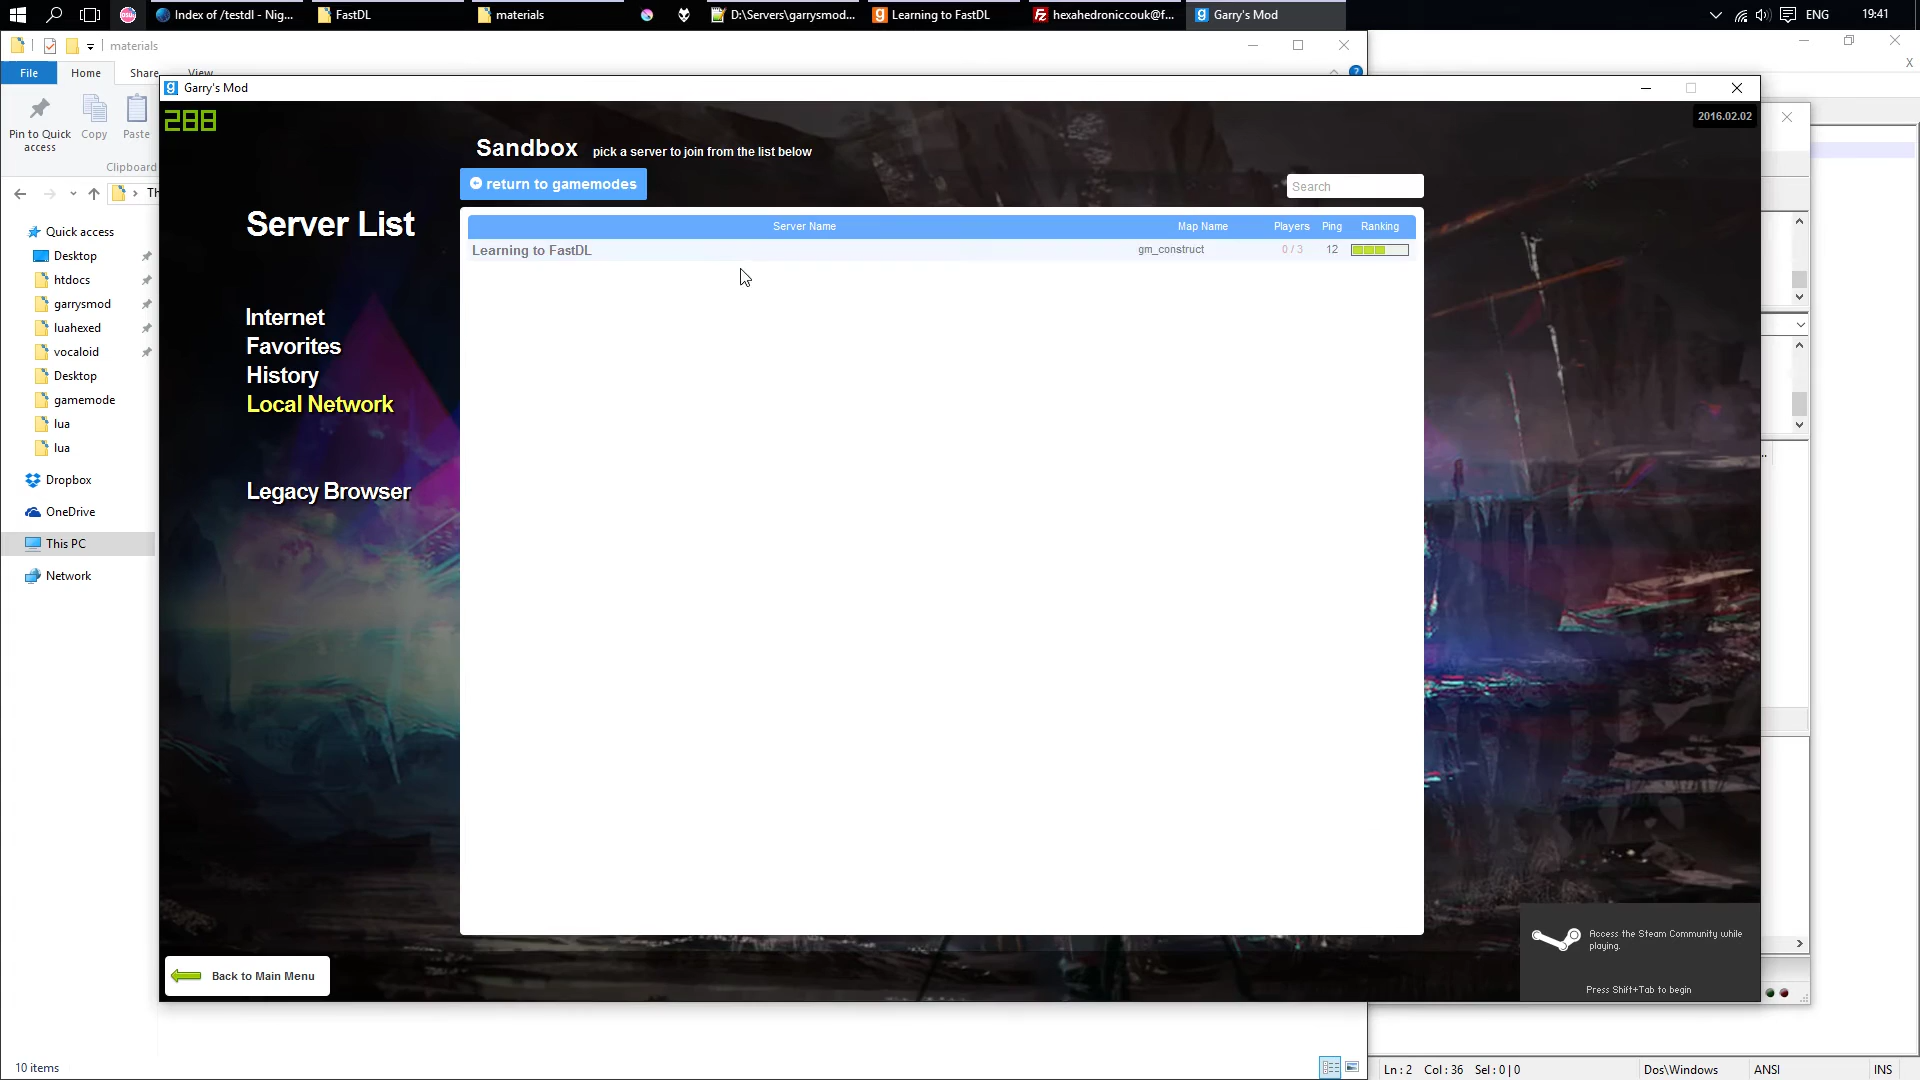 Index of /testdl - Nig...
FastDL
materials
D:\Servers\garrysmod...
Learning to FastDL
hexahedroniccouk@f...
Garry's Mod
ENG
19:41
materials
File
Home
Share
View
Garry's Mod
Pin to Quick access
Copy
Paste
Clipboard
288
2016.02.02
Sandbox pick a server to join from the list below
return to gamemodes
Search
Server List
Server Name
Map Name
Players
Ping
Ranking
Learning to FastDL
gm_construct
0 / 3
12
Internet
Favorites
History
Local Network
Legacy Browser
Th
Quick access
Desktop
htdocs
garrysmod
luahexed
vocaloid
Desktop
gamemode
lua
lua
Dropbox
OneDrive
This PC
Network
Access the Steam Community while
playing.
Press Shift+Tab to begin
Back to Main Menu
10 items
Ln : 2 Col : 36 Sel : 0 | 0
Dos\Windows
ANSI
INS